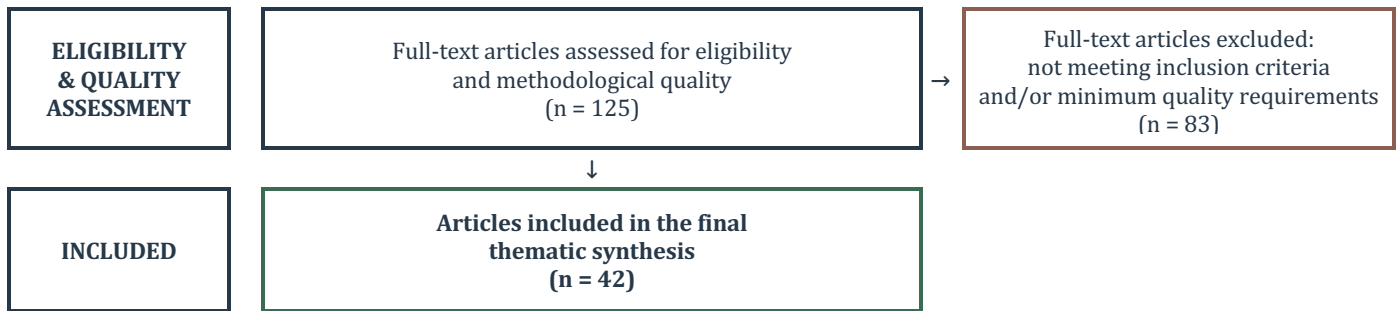 ELIGIBILITY
& QUALITY
ASSESSMENT
Full-text articles assessed for eligibility
and methodological quality
(n = 125)
→
Full-text articles excluded:
not meeting inclusion criteria
and/or minimum quality requirements
(n = 83)
↓
INCLUDED
Articles included in the final
thematic synthesis
(n = 42)